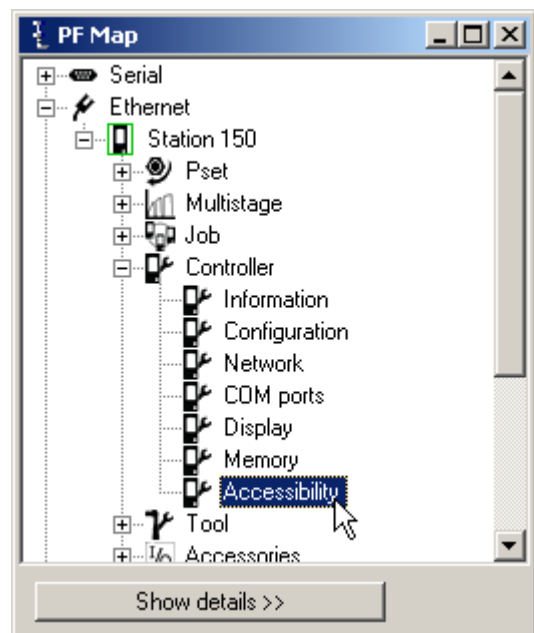 PF Map
Serial
Ethernet
Station 150
Pset
Multistage
Job
Controller
Information
Configuration
Network
COM ports
Display
Memory
Accessibility
Tool
I/O Accessories
Show details >>